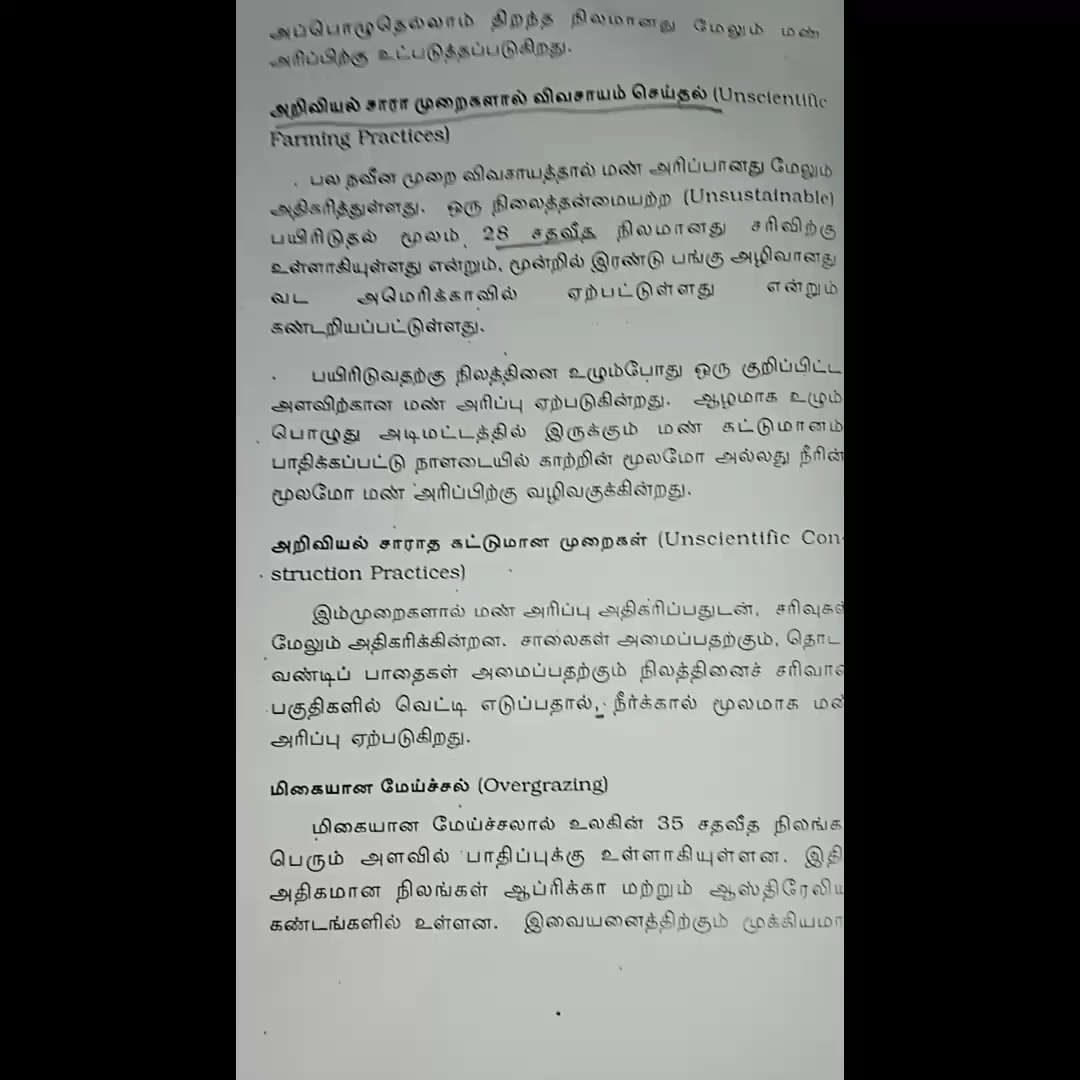 அப்பொழுதெல்லாம் திறந்த நிலமானது மேலும் மண்
அரிப்பிற்கு உட்படுத்தப்படுகிறது.
அறிவியல் சாரா முறைகளால் விவசாயம் செய்தல் (Unscientific
Farming Practices)
பல நவீன முறை விவசாயத்தால் மண் அரிப்பானது மேலும்
அதிகரித்துள்ளது. ஒரு நிலைத்தன்மையற்ற (Unsustainable)
பயிரிடுதல் மூலம் 28 சதவீத நிலமானது சரிவிற்கு
உள்ளாகியுள்ளது என்றும், மூன்றில் இரண்டு பங்கு அழிவானது
வட அமெரிக்காவில் ஏற்பட்டுள்ளது என்றும்
கண்டறியப்பட்டுள்ளது.
பயிரிடுவதற்கு நிலத்தினை உழும்போது ஒரு குறிப்பிட்ட
அளவிற்கான மண் அரிப்பு ஏற்படுகின்றது. ஆழமாக உழும்
பொழுது அடிமட்டத்தில் இருக்கும் மண் கட்டுமானம்
பாதிக்கப்பட்டு நாளடையில் காற்றின் மூலமோ அல்லது நீரின்
மூலமோ மண் அரிப்பிற்கு வழிவகுக்கின்றது.
அறிவியல் சாராத கட்டுமான முறைகள் (Unscientific Con-
struction Practices)
இம்முறைகளால் மண் அரிப்பு அதிகரிப்பதுடன், சரிவுகள்
மேலும் அதிகரிக்கின்றன. சாலைகள் அமைப்பதற்கும், தொட
வண்டிப் பாதைகள் அமைப்பதற்கும் நிலத்தினைச் சரிவான
பகுதிகளில் வெட்டி எடுப்பதால், நீர்க்கால் மூலமாக மண்
அரிப்பு ஏற்படுகிறது.
மிகையான மேய்ச்சல் (Overgrazing)
மிகையான மேய்ச்சலால் உலகின் 35 சதவீத நிலங்க
பெரும் அளவில் பாதிப்புக்கு உள்ளாகியுள்ளன. இதி
அதிகமான நிலங்கள் ஆப்ரிக்கா மற்றும் ஆஸ்திரேலிய
கண்டங்களில் உள்ளன. இவையனைத்திற்கும் முக்கியமா